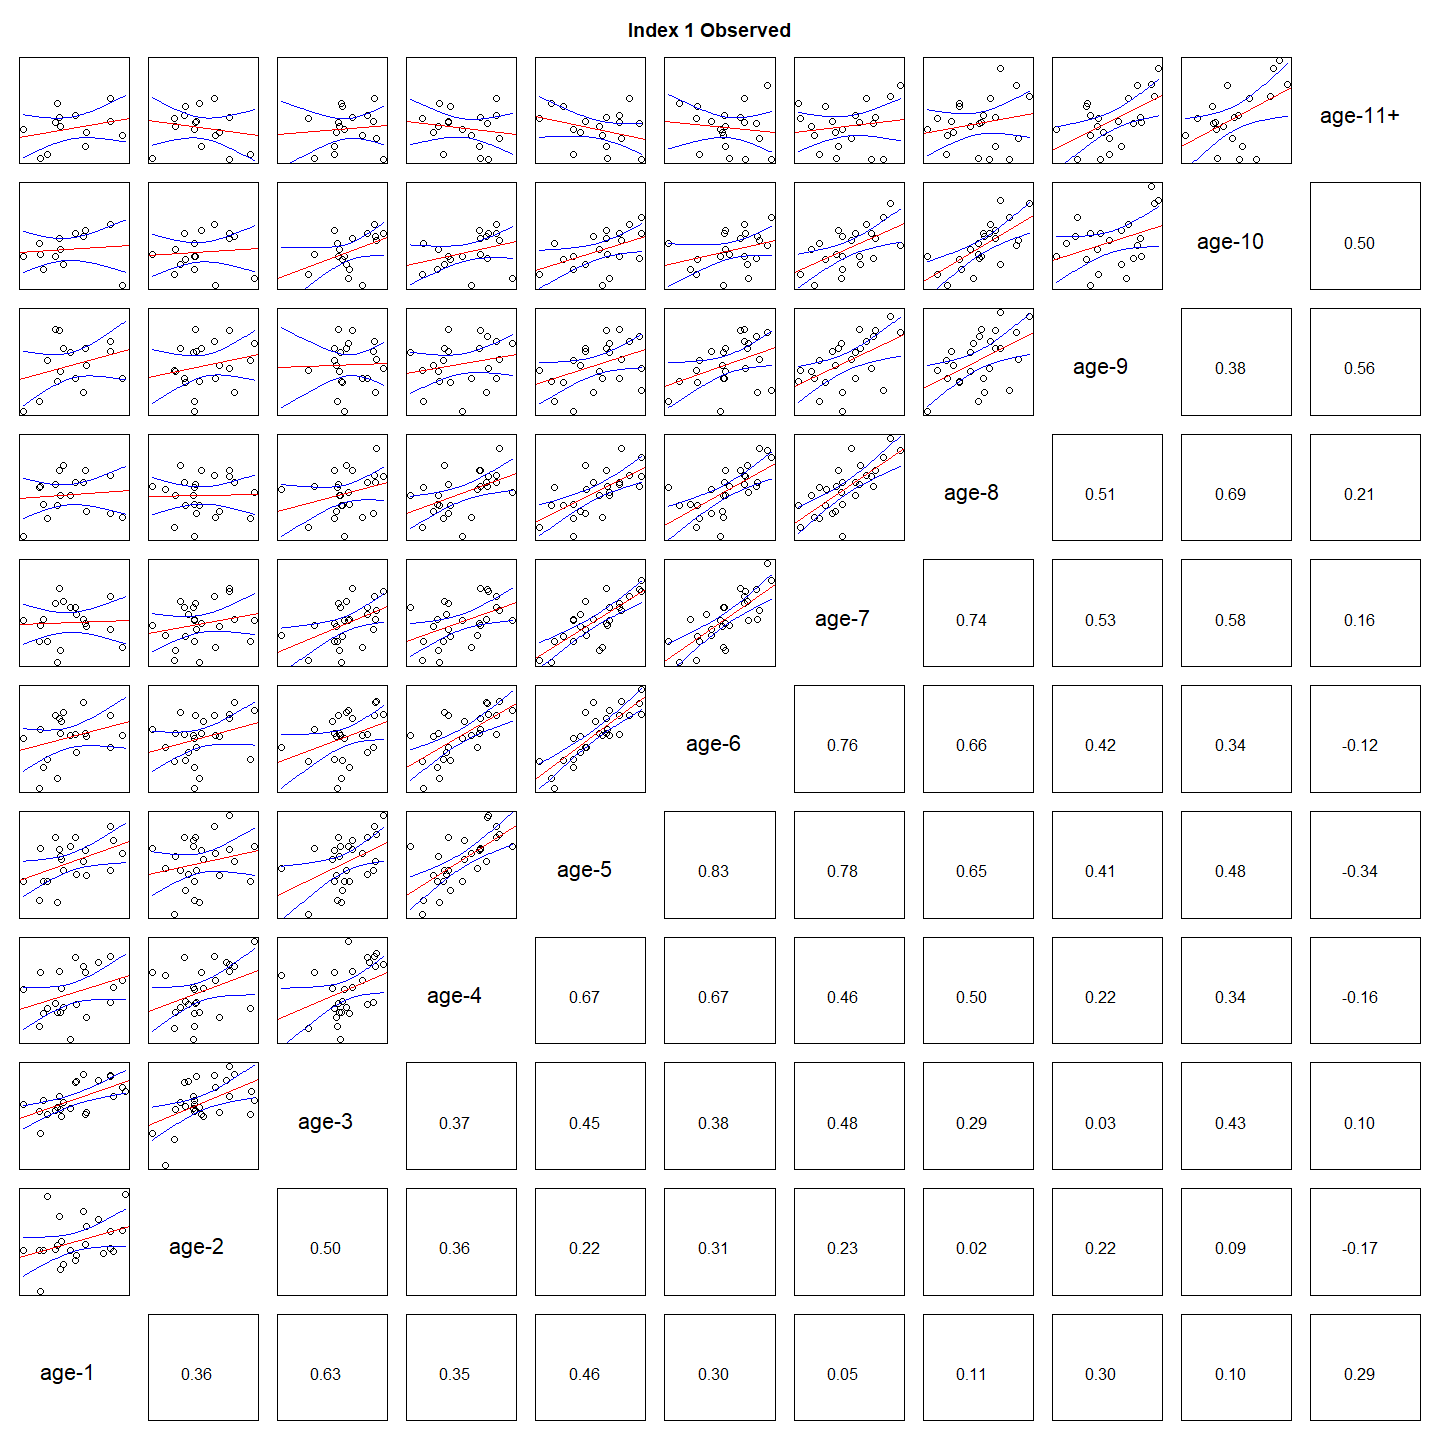 Index 1 Observed
age-11+
age-10 0.50
age-9 0.38 0.56
age-8 0.51 0.69 0.21
age-7 0.74 0.53 0.58 0.16
age-6 0.76 0.66 0.42 0.34 -0.12
age-5 0.83 0.78 0.65 0.41 0.48 -0.34
age-4 0.67 0.67 0.46 0.50 0.22 0.34 -0.16
age-3 0.37 0.45 0.38 0.48 0.29 0.03 0.43 0.10
age-2 0.50 0.36 0.22 0.31 0.23 0.02 0.22 0.09 -0.17
age-1 0.36 0.63 0.35 0.46 0.30 0.05 0.11 0.30 0.10 0.29